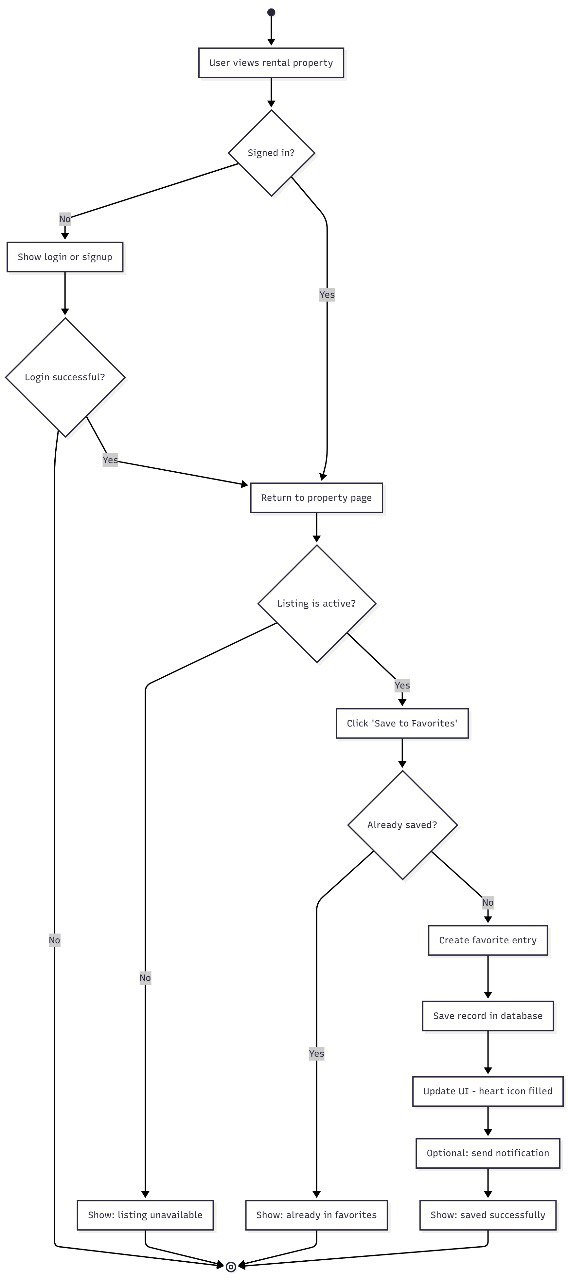 User views rental property
Signed in?
No
Show login or signup
Yes
Login successful?
Yes
Return to property page
Listing is active?
Yes
Click 'Save to Favorites'
Already saved?
No
Create favorite entry
No
No
Save record in database
Yes
Update UI - heart icon filled
Optional: send notification
Show: listing unavailable
Show: already in favorites
Show: saved successfully